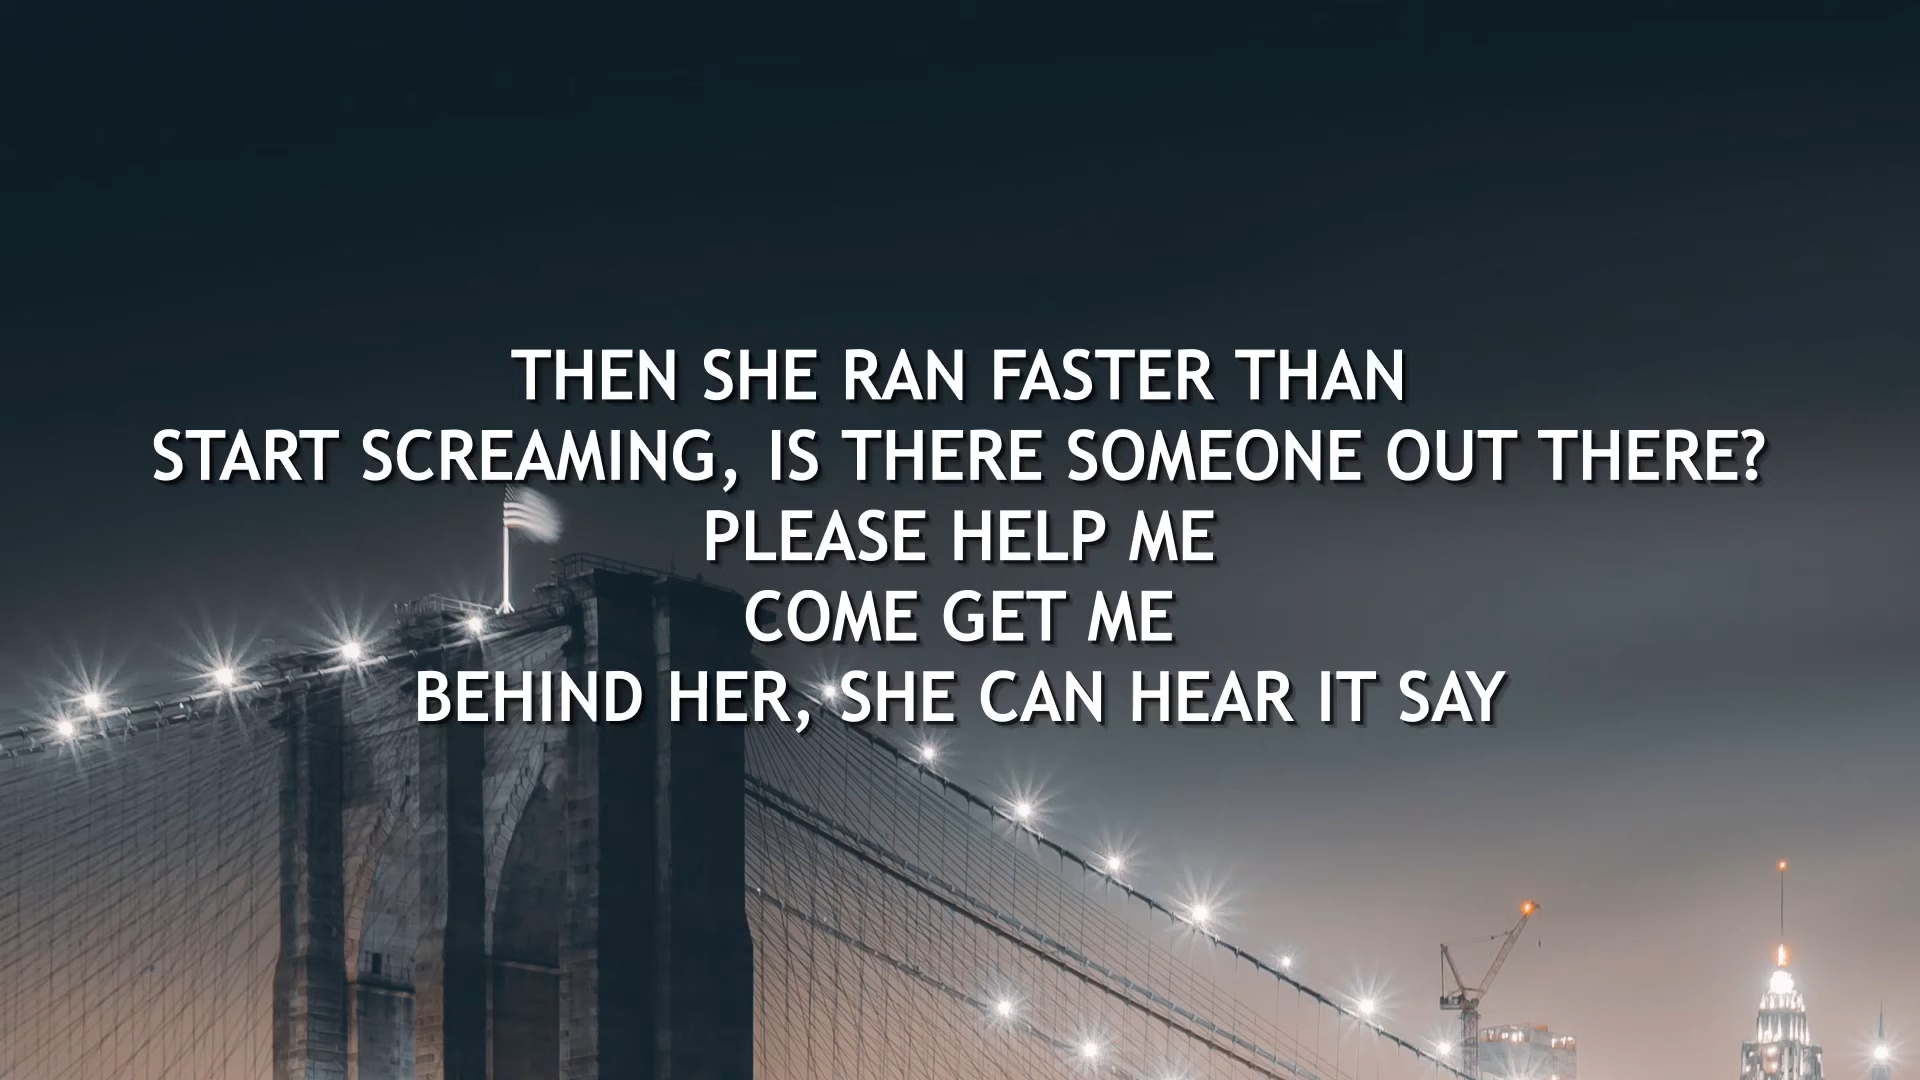 THEN SHE RAN FASTER THAN
START SCREAMING, IS THERE SOMEONE OUT THERE?
PLEASE HELP ME
COME GET ME
BEHIND HER, SHE CAN HEAR IT SAY